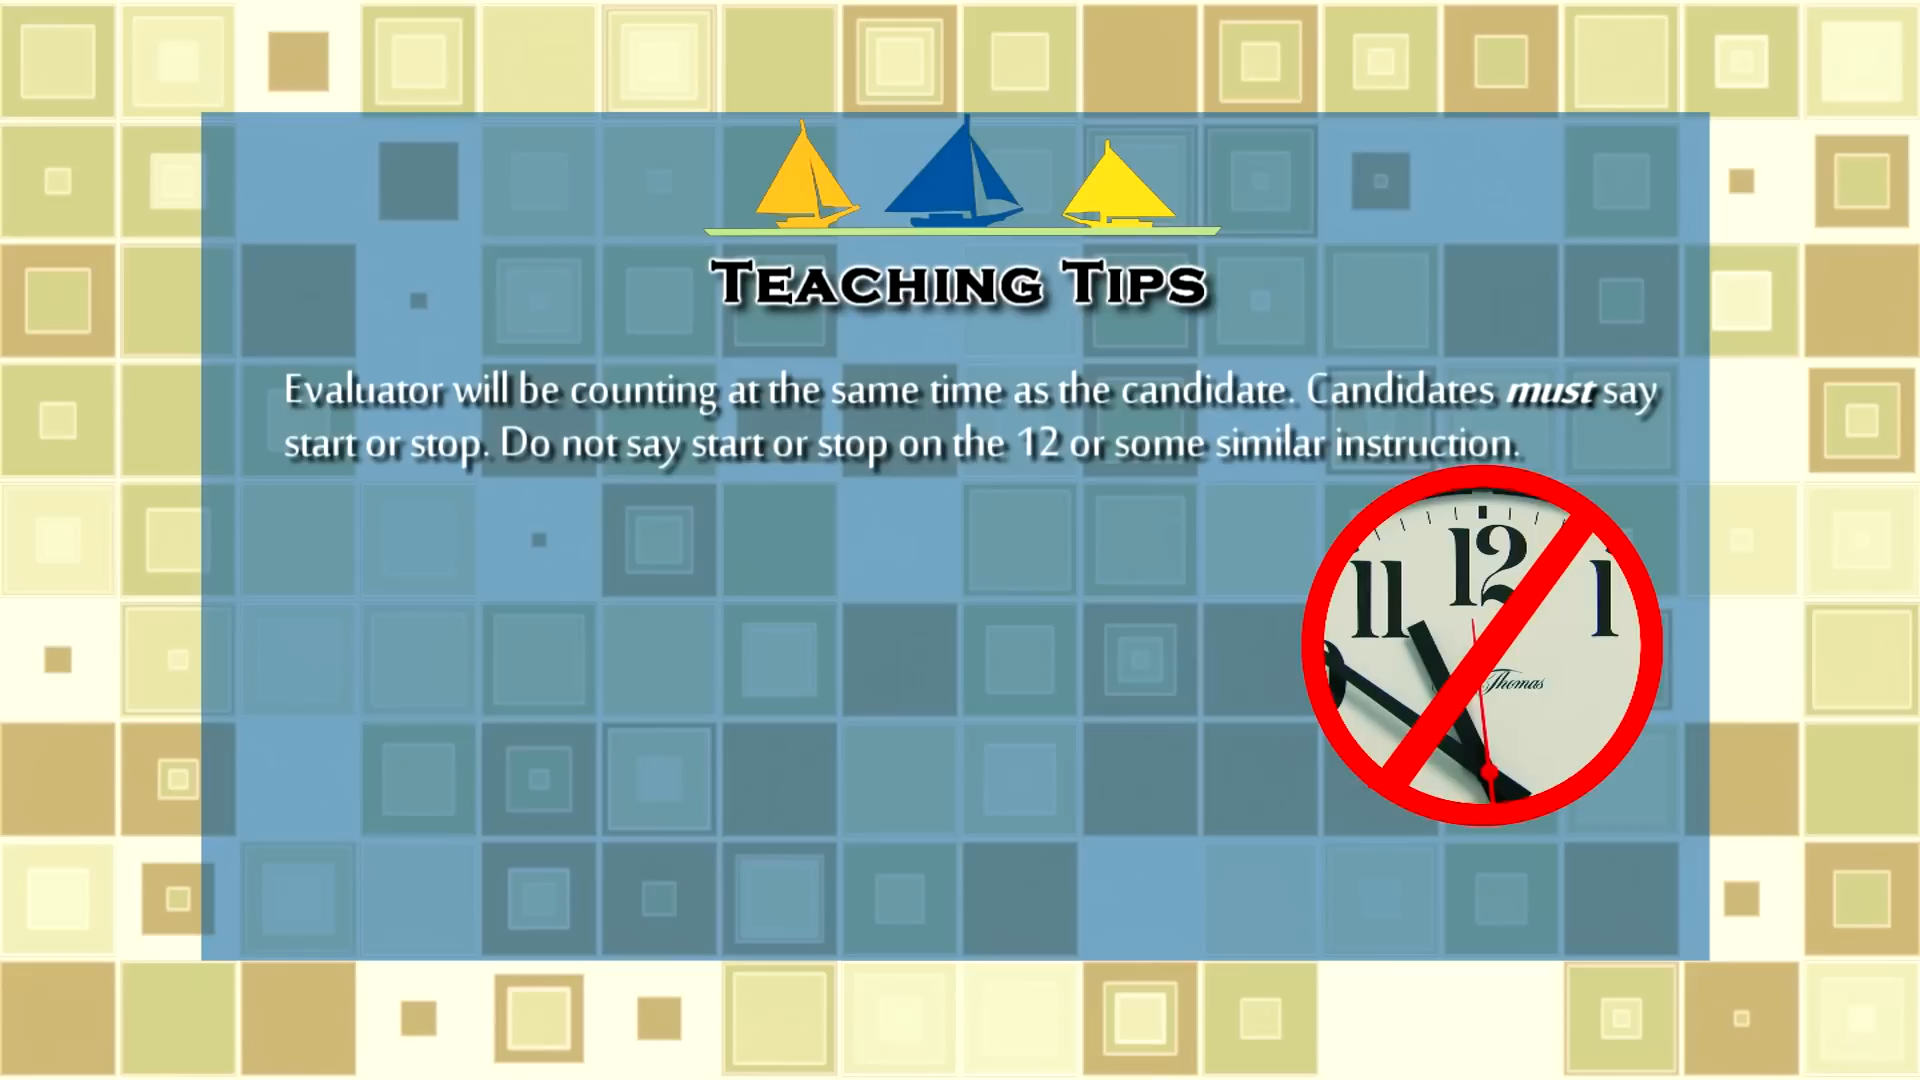 Teaching Tips
Evaluator will be counting at the same time as the candidate. Candidates must say
start or stop. Do not say start or stop on the 12 or some similar instruction.
11 12 1
Thomas